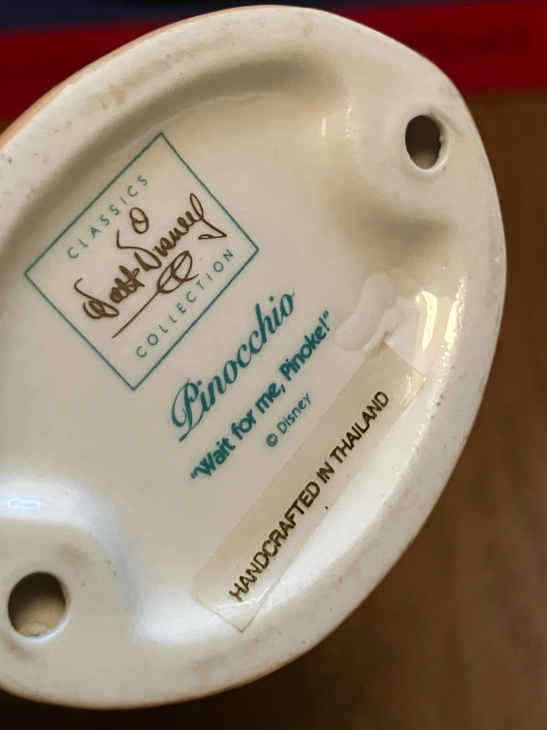 CLASSICS
Walt Disney
COLLECTION
Pinocchio
"Wait for me, Pinoke!"
© Disney
HANDCRAFTED IN THAILAND